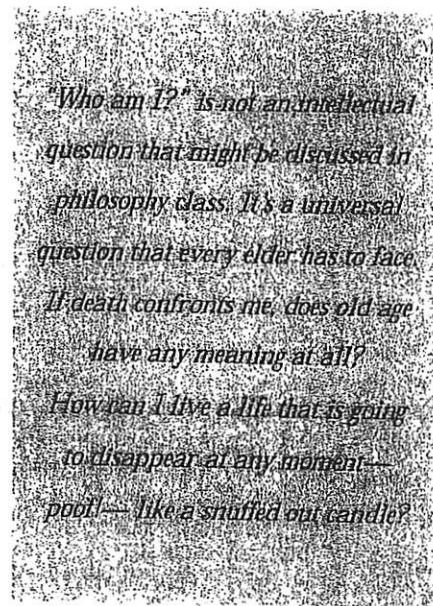 "Who am I?" is not an intellectual
question that might be discussed in
philosophy class. It's a universal
question that every elder has to face.
If death confronts me, does old age
have any meaning at all?
How can I live a life that is going
to disappear at any moment—
poof!— like a snuffed out candle?